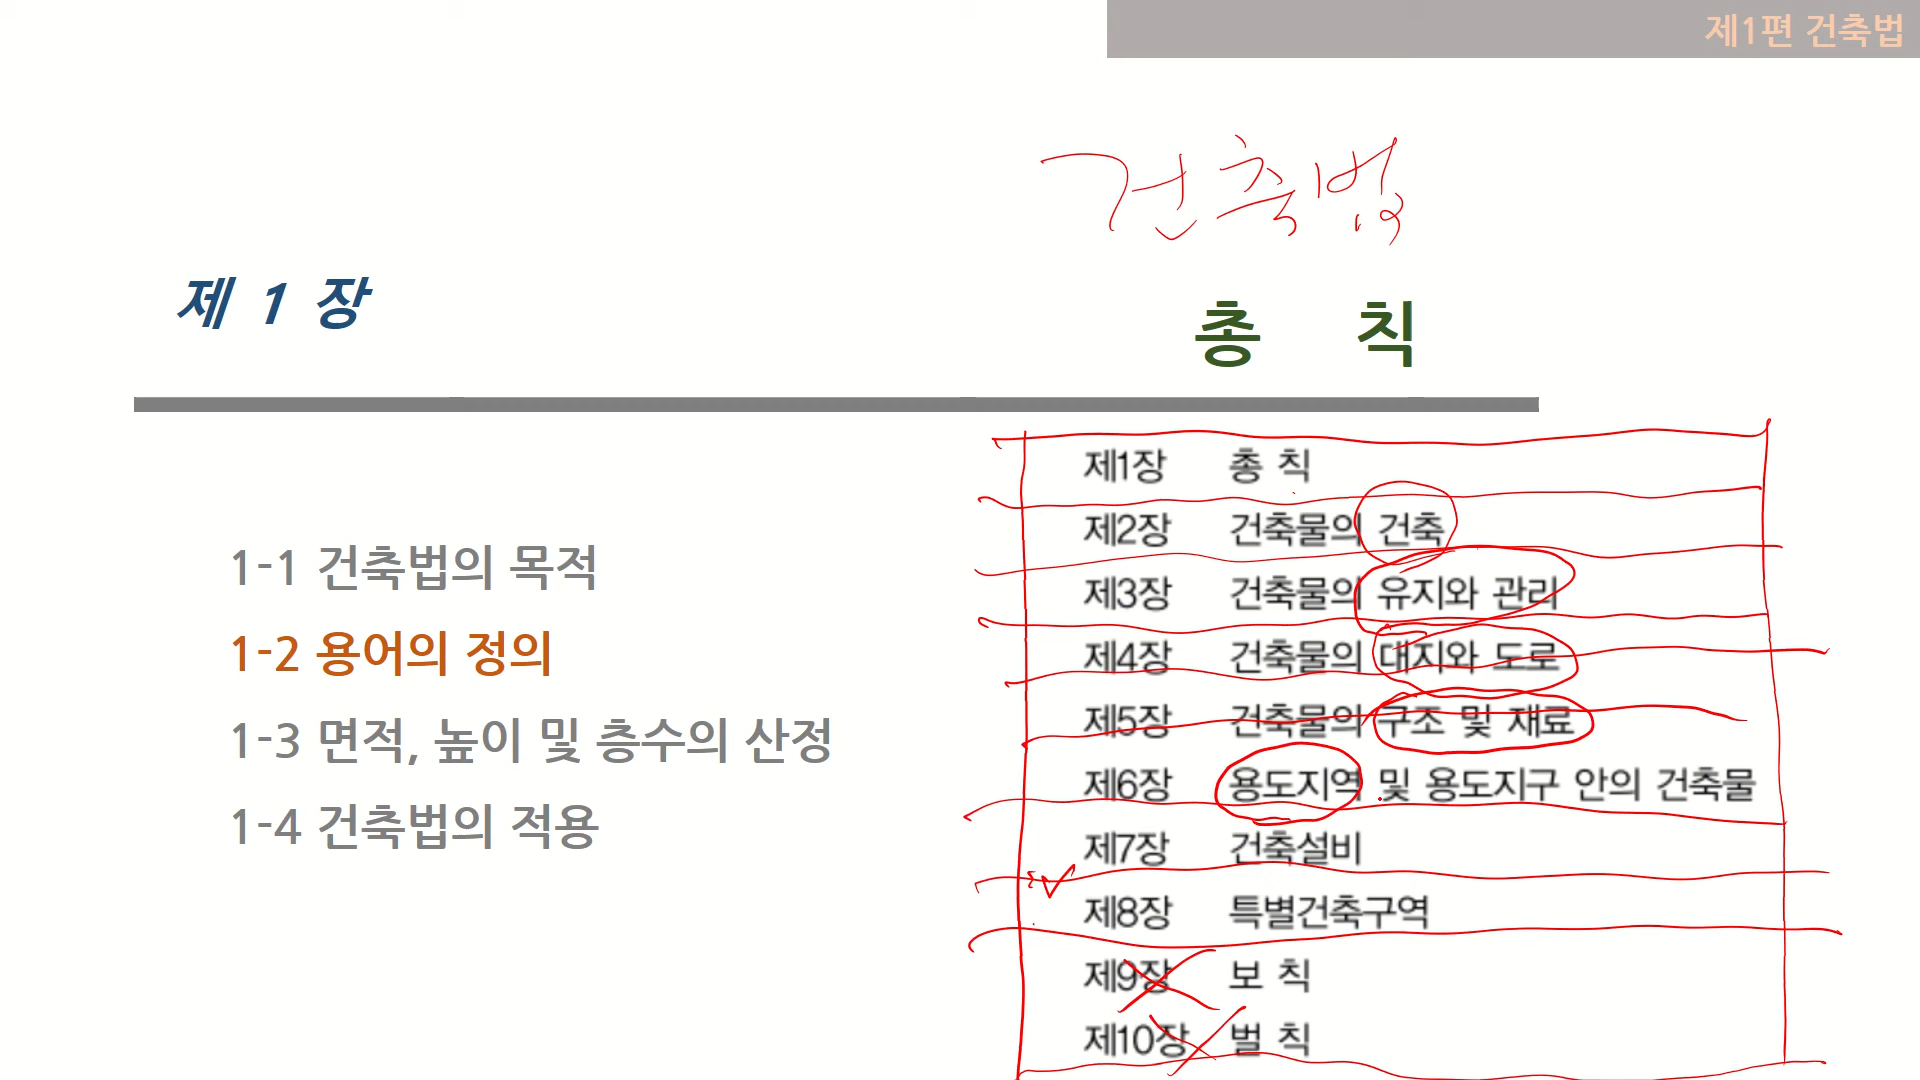 제1편 건축법
건축법
제 1 장
총 칙
1-1 건축법의 목적
1-2 용어의 정의
1-3 면적, 높이 및 층수의 산정
1-4 건축법의 적용
제1장 총 칙
제2장 건축물의 건축
제3장 건축물의 유지와 관리
제4장 건축물의 대지와 도로
제5장 건축물의 구조 및 재료
제6장 용도지역 및 용도지구 안의 건축물
제7장 건축설비
제8장 특별건축구역
제9장 보 칙
제10장 벌 칙